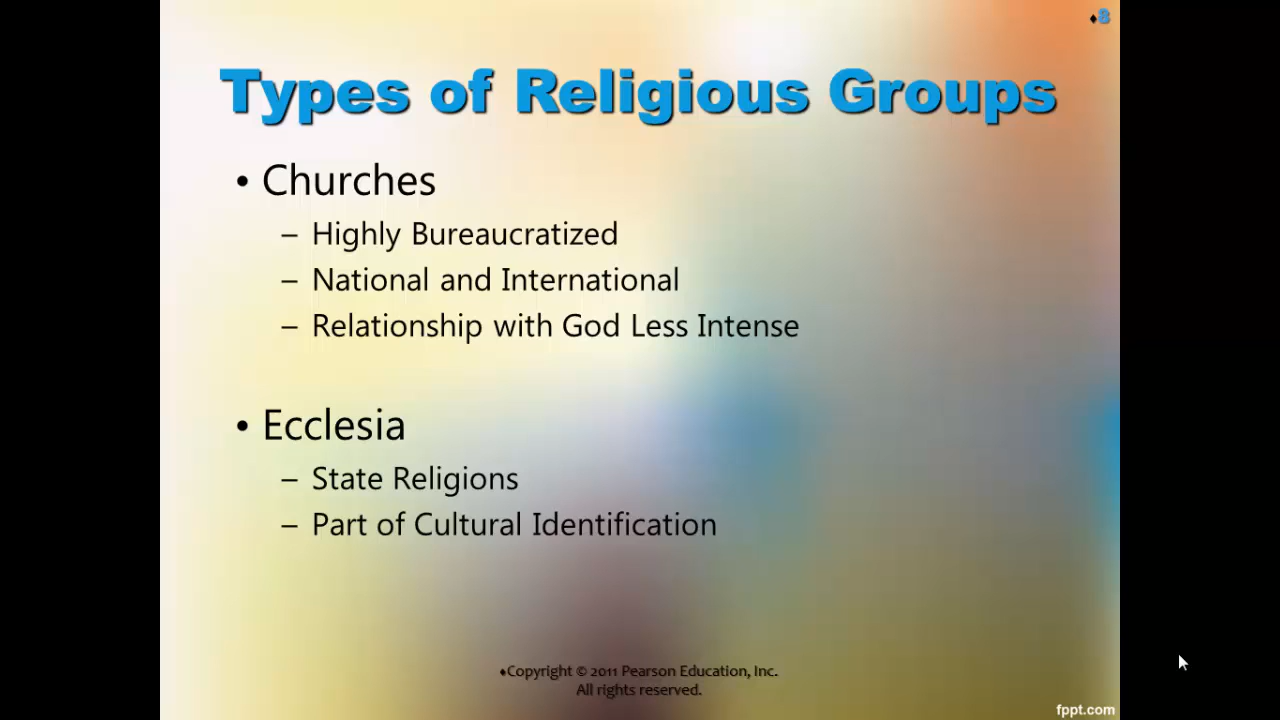 ♦8
Types of Religious Groups
• Churches
– Highly Bureaucratized
– National and International
– Relationship with God Less Intense
• Ecclesia
– State Religions
– Part of Cultural Identification
♦Copyright © 2011 Pearson Education, Inc.
All rights reserved.
fppt.com